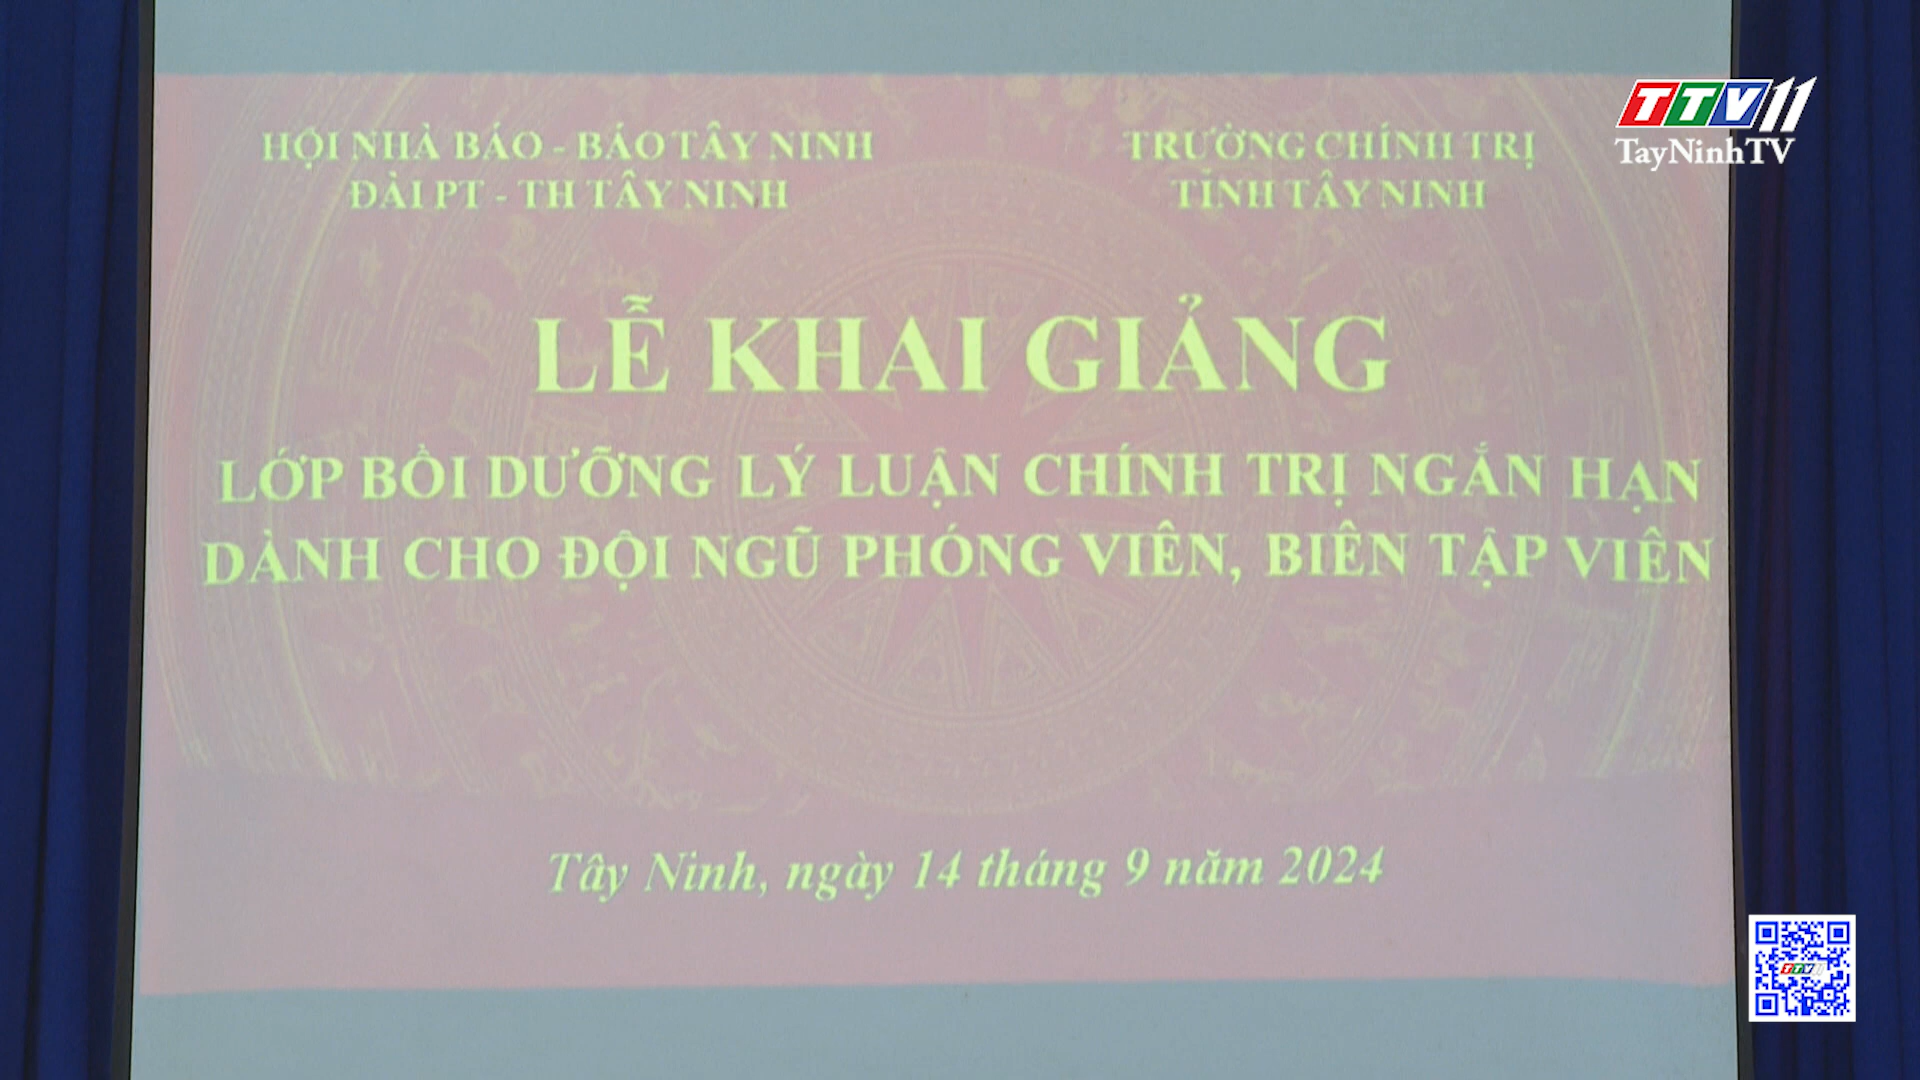 HỘI NHÀ BÁO - BÁO TÂY NINH
ĐÀI PT - TH TÂY NINH
TRƯỜNG CHÍNH TRỊ
TỈNH TÂY NINH
TTV11
TayNinhTV
LỄ KHAI GIẢNG
LỚP BỒI DƯỠNG LÝ LUẬN CHÍNH TRỊ NGẮN HẠN
DÀNH CHO ĐỘI NGŨ PHÓNG VIÊN, BIÊN TẬP VIÊN
Tây Ninh, ngày 14 tháng 9 năm 2024
TTV11